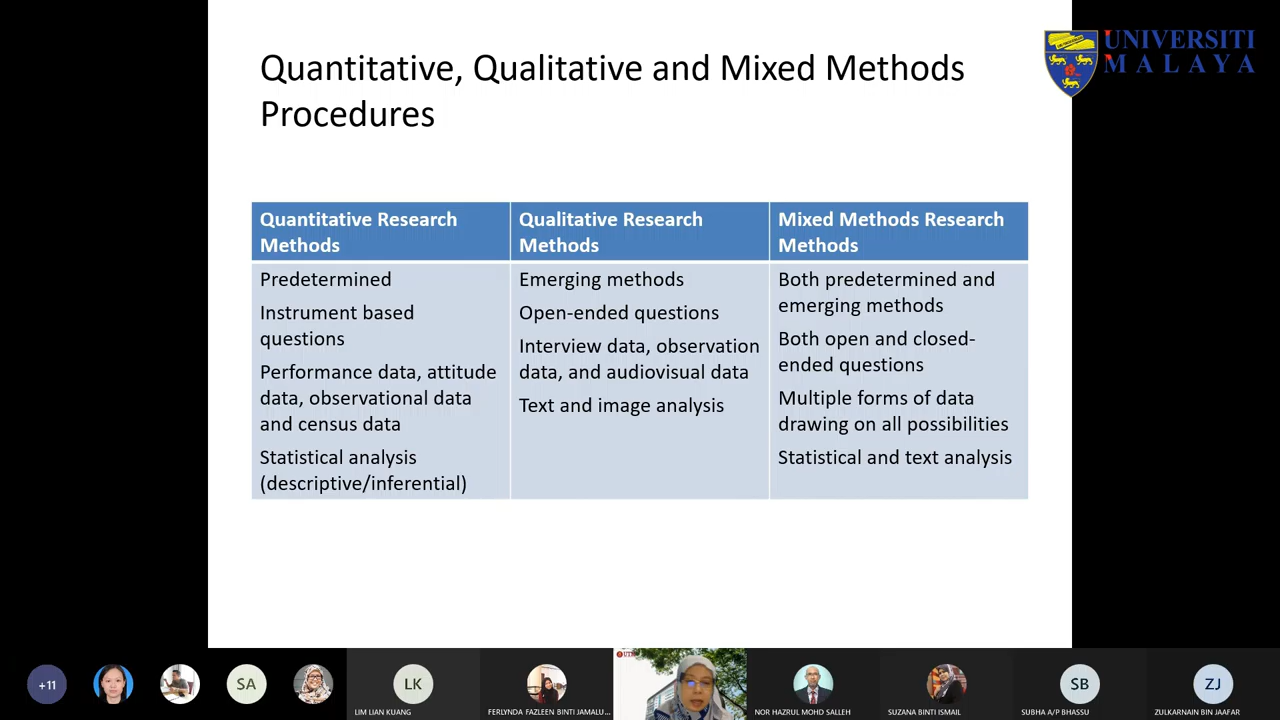 Quantitative, Qualitative and Mixed Methods
Procedures
UNIVERSITI
MALAYA
Quantitative Research
Methods
Qualitative Research
Methods
Mixed Methods Research
Methods
Predetermined
Instrument based
questions
Performance data, attitude
data, observational data
and census data
Statistical analysis
(descriptive/inferential)
Emerging methods
Open-ended questions
Interview data, observation
data, and audiovisual data
Text and image analysis
Both predetermined and
emerging methods
Both open and closed-
ended questions
Multiple forms of data
drawing on all possibilities
Statistical and text analysis
+11
SA
LK
LIM LIAN KUANG
FERLYNDA FAZLEEN BINTI JAMALU...
NOR HAZRUL MOHD SALLEH
SUZANA BINTI ISMAIL
SB
SUBHA A/P BHASSU
ZJ
ZULKARNAIN BIN JAAFAR